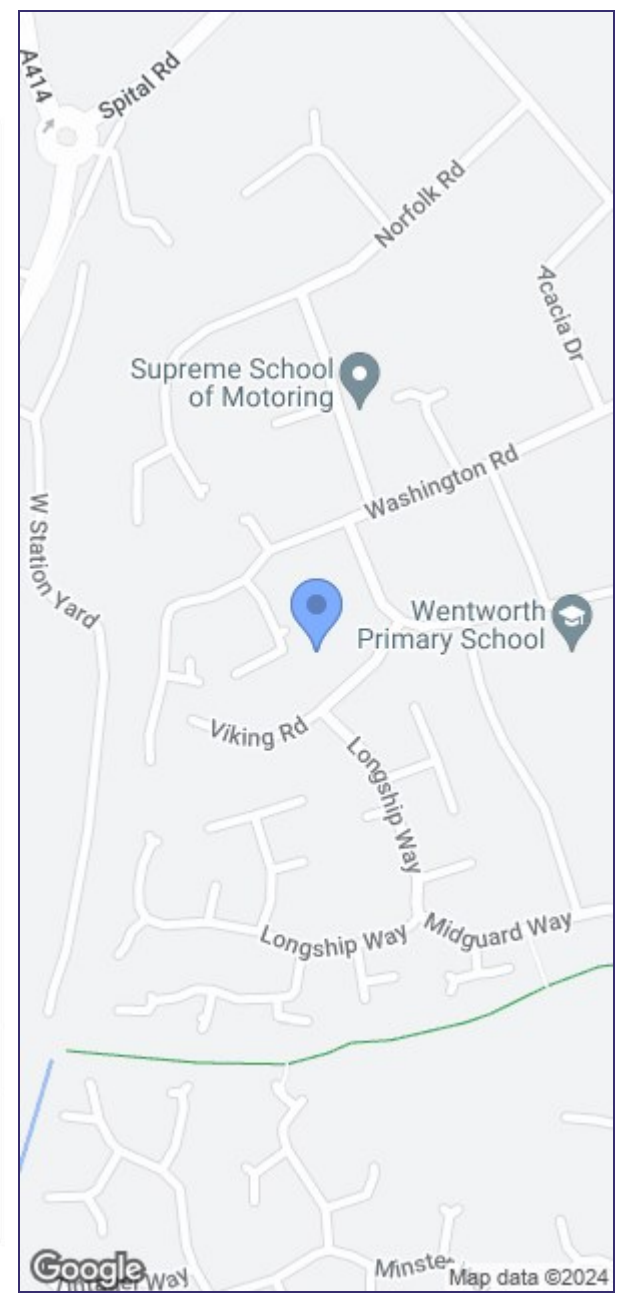 A414
Spital Rd
Norfolk Rd
Acacia Dr
Supreme School
of Motoring
Washington Rd
W Station Yard
Wentworth
Primary School
Viking Rd
Longship Way
Longship Way
Midguard Way
Way
Google
Map data ©2024